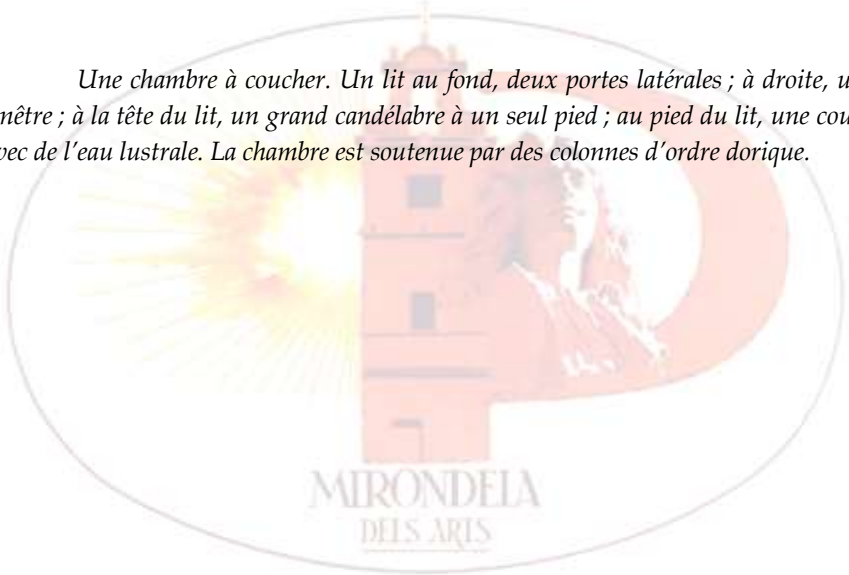 Une chambre à coucher. Un lit au fond, deux portes latérales ; à droite, u
nêtre ; à la tête du lit, un grand candélabre à un seul pied ; au pied du lit, une cou
vec de l'eau lustrale. La chambre est soutenue par des colonnes d'ordre dorique.
MIRONDELA
DELS ARTS